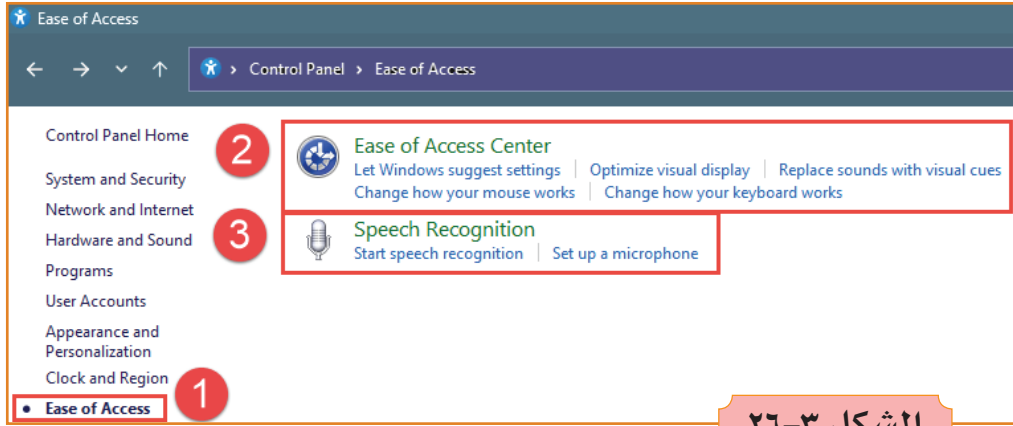 Ease of Access
Control Panel > Ease of Access
Control Panel Home
System and Security
Network and Internet
Hardware and Sound
Programs
User Accounts
Appearance and
Personalization
Clock and Region
1
Ease of Access
2
Ease of Access Center
Let Windows suggest settings | Optimize visual display | Replace sounds with visual cues
Change how your mouse works | Change how your keyboard works
3
Speech Recognition
Start speech recognition | Set up a microphone
الشكل ٣-٢٦